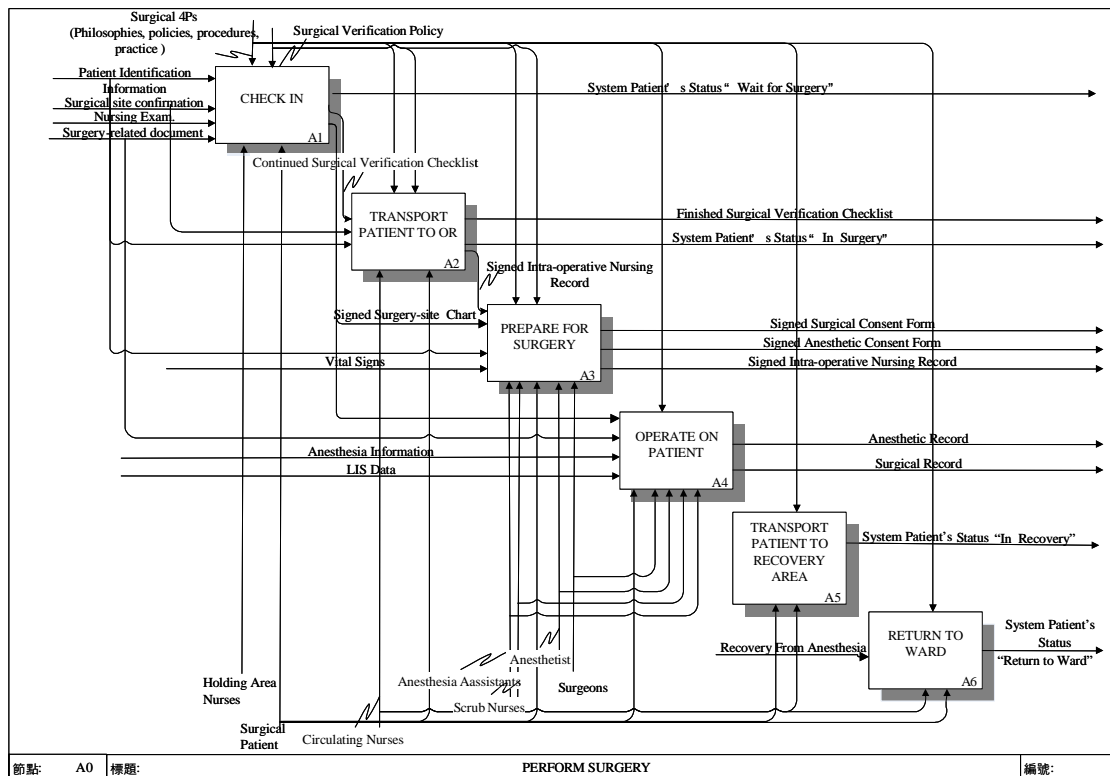 Surgical 4Ps
(Philosophies, policies, procedures,
practice )
Surgical Verification Policy
Patient Identification
Information
Surgical site confirmation
Nursing Exam.
Surgery-related document
CHECK IN
A1
System Patient' s Status“ Wait for Surgery”
Continued Surgical Verification Checklist
TRANSPORT
PATIENT TO OR
A2
Finished Surgical Verification Checklist
System Patient' s Status“ In Surgery”
Signed Intra-operative Nursing
Record
Signed Surgery-site Chart
PREPARE FOR
SURGERY
A3
Vital Signs
Signed Surgical Consent Form
Signed Anesthetic Consent Form
Signed Intra-operative Nursing Record
OPERATE ON
PATIENT
A4
Anesthesia Information
LIS Data
Anesthetic Record
Surgical Record
TRANSPORT
PATIENT TO
RECOVERY
AREA
A5
System Patient's Status “In Recovery”
RETURN TO
WARD
A6
Recovery From Anesthesia
System Patient's
Status
“Return to Ward”
Holding Area
Nurses
Surgical
Patient
Circulating Nurses
Anesthesia Aassistants
Scrub Nurses
Anesthetist
Surgeons
節點: A0 標題: PERFORM SURGERY 編號: